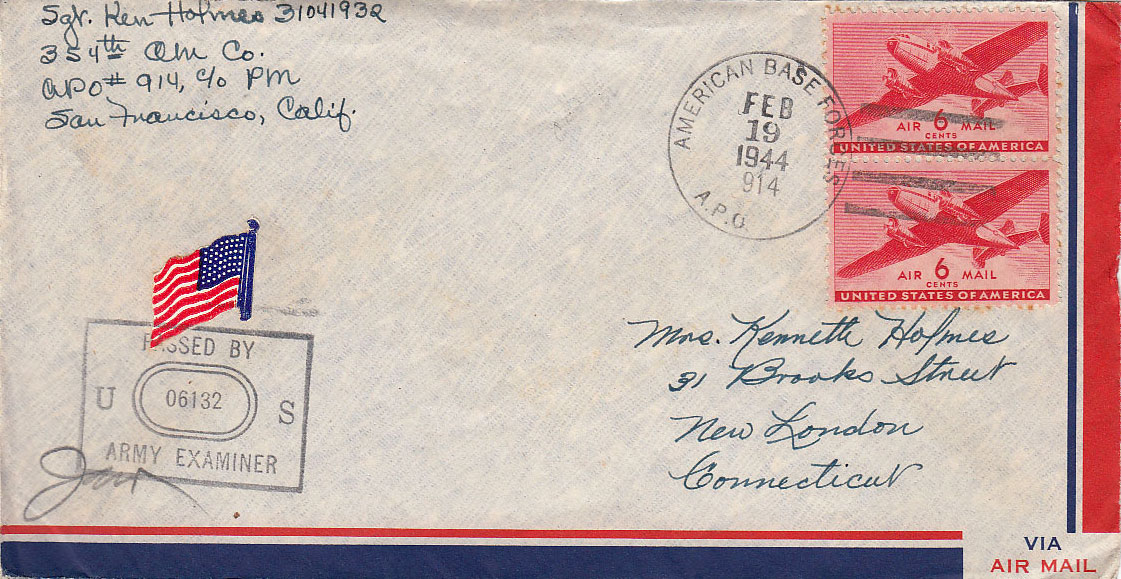 Sgt. Ken Holmes 31041932
354th QM Co.
APO # 914, c/o PM
San Francisco, Calif.
AMERICAN BASE FORCES
FEB
19
1944
914
A.P.O.
AIR 6 MAIL
CENTS
UNITED STATES OF AMERICA
AIR 6 MAIL
CENTS
UNITED STATES OF AMERICA
PASSED BY
U 06132 S
ARMY EXAMINER
Mrs. Kenneth Holmes
31 Brooks Street
New London
Connecticut
VIA
AIR MAIL